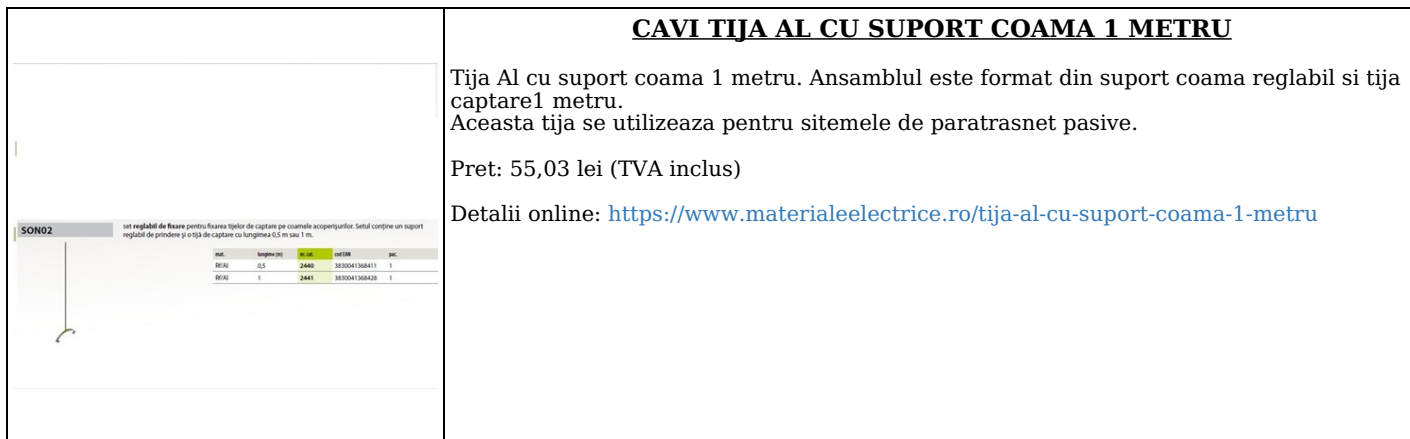 CAVI TIJA AL CU SUPORT COAMA 1 METRU
Tija Al cu suport coama 1 metru. Ansamblul este format din suport coama reglabil si tija
captare1 metru.
Aceasta tija se utilizeaza pentru sitemele de paratrasnet pasive.
Pret: 55,03 lei (TVA inclus)
Detalii online: https://www.materialeelectrice.ro/tija-al-cu-suport-coama-1-metru
SON02
set reglabil de fixare pentru fixarea tijelor de captare pe coamele acoperișurilor. Setul conține un suport
reglabil de prindere și o tijă de captare cu lungimea 0,5 m sau 1 m.
mat. lungime (m) nr. cat. cod EAN pac.
Rf/Al 0,5 2440 3830041368411 1
Rf/Al 1 2441 3830041368428 1